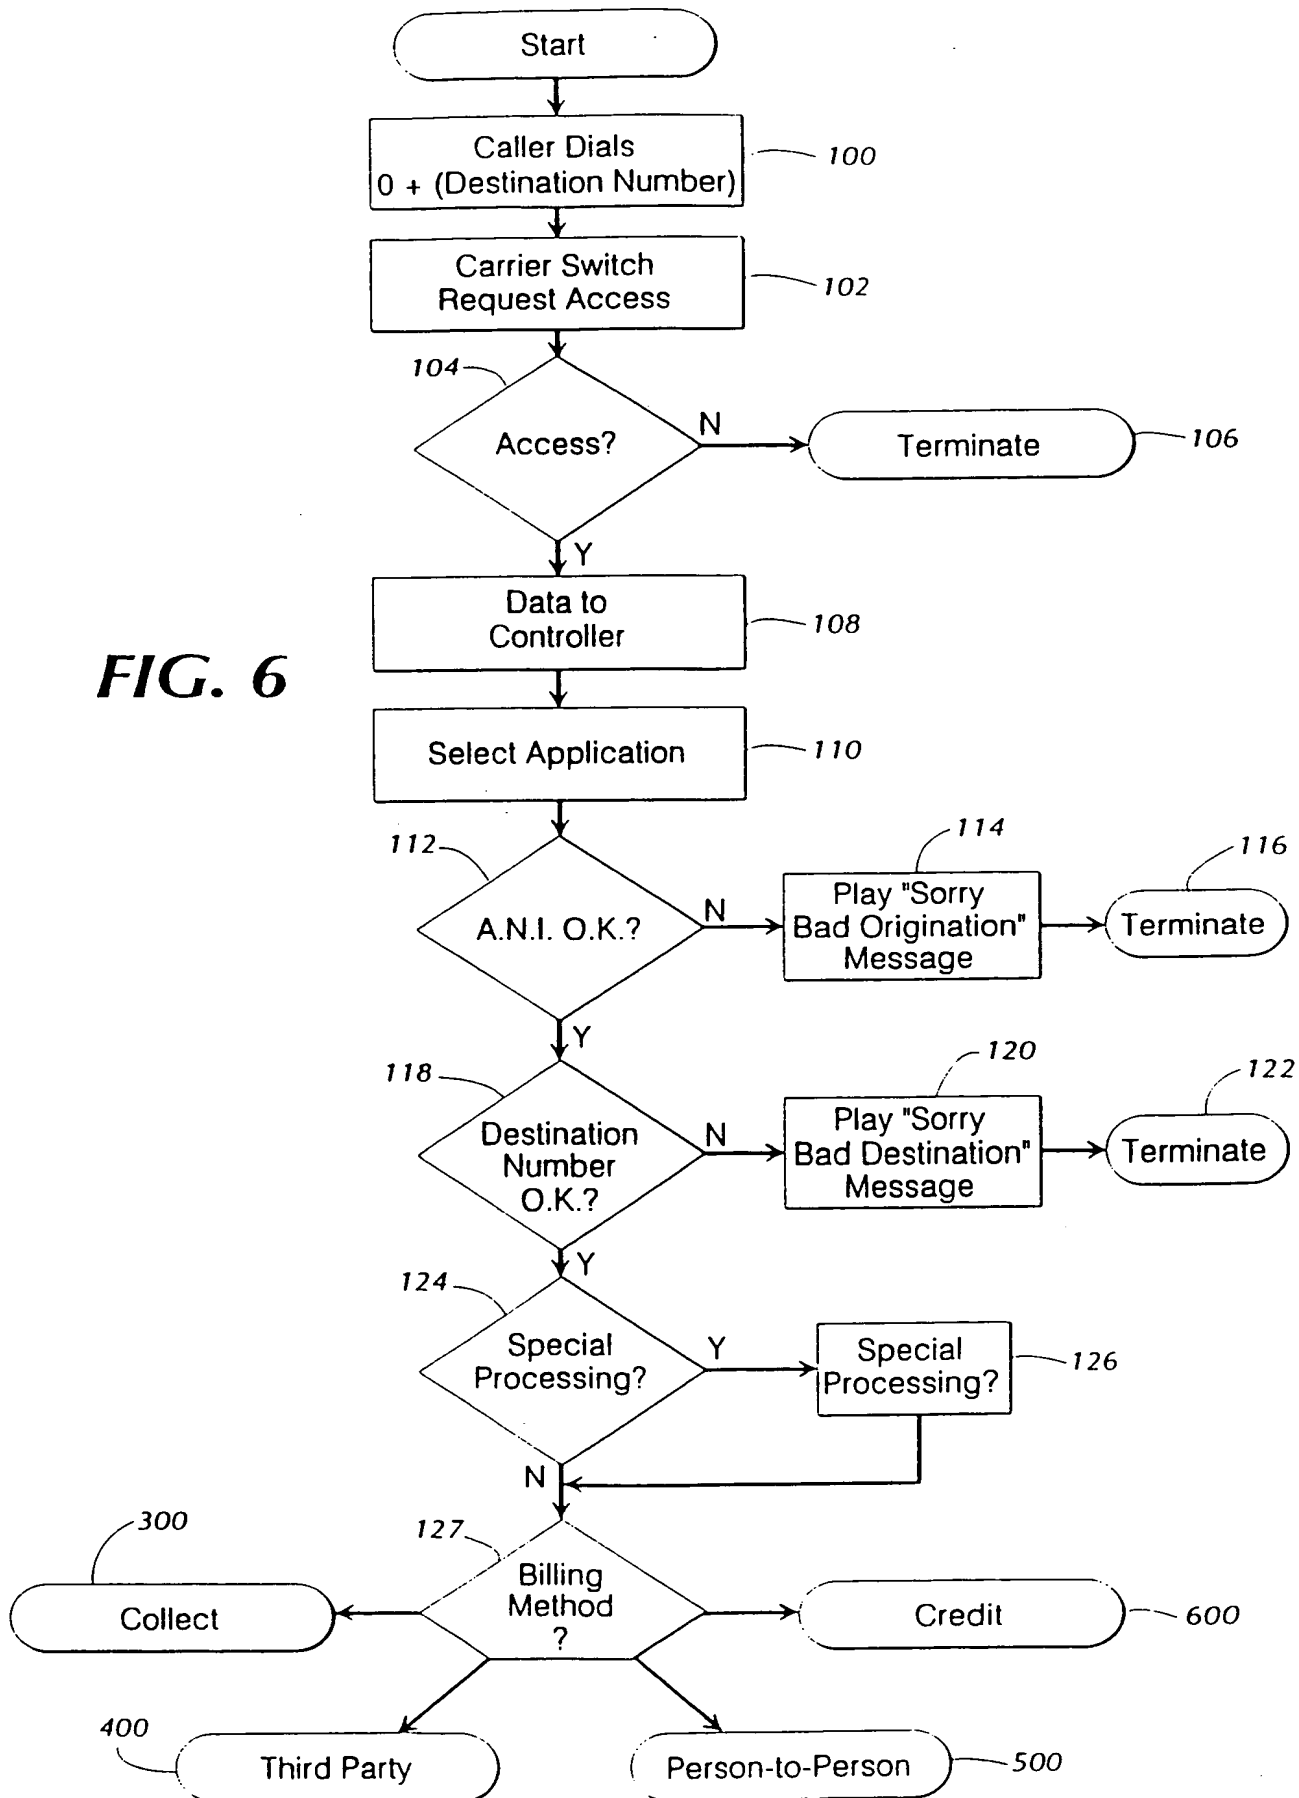 Start
Caller Dials
0 + (Destination Number)
100
Carrier Switch
Request Access
102
104
Access?
N
Terminate
106
Y
Data to
Controller
108
FIG. 6
Select Application
110
112
A.N.I. O.K.?
N
114
Play "Sorry
Bad Origination"
Message
116
Terminate
Y
118
Destination
Number
O.K.?
N
120
Play "Sorry
Bad Destination"
Message
122
Terminate
Y
124
Special
Processing?
Y
Special
Processing?
126
N
127
Billing
Method
?
300
Collect
Credit
600
400
Third Party
Person-to-Person
500